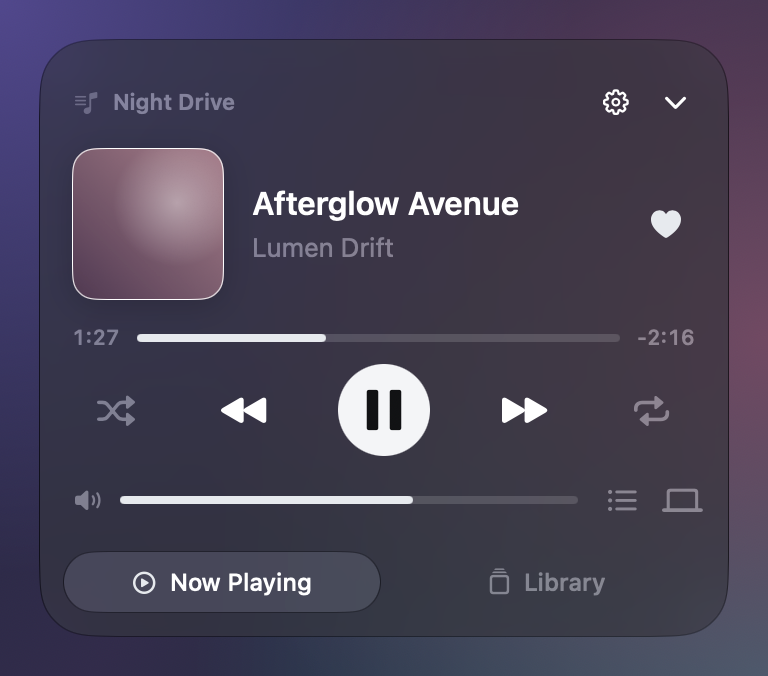 Night Drive
Afterglow Avenue
Lumen Drift
1:27
-2:16
Now Playing
Library